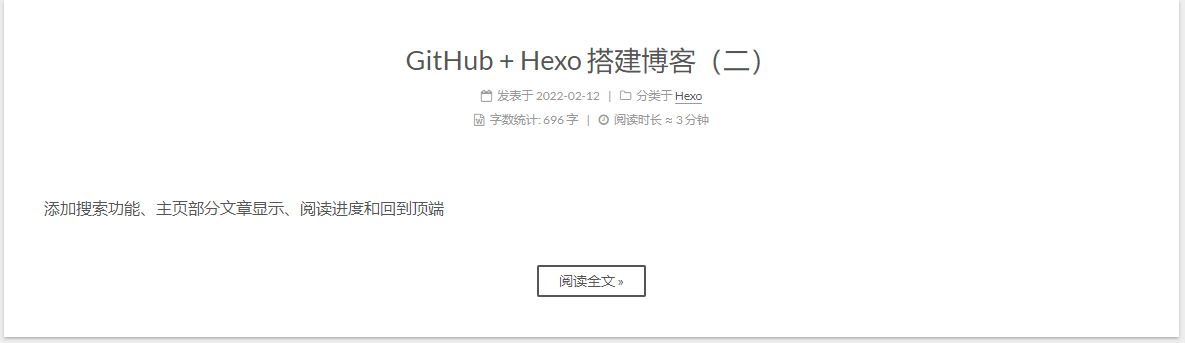 GitHub + Hexo 搭建博客（二）
发表于 2022-02-12 | 分类于 Hexo
字数统计: 696 字 | 阅读时长 ≈ 3 分钟
添加搜索功能、主页部分文章显示、阅读进度和回到顶端
阅读全文 »